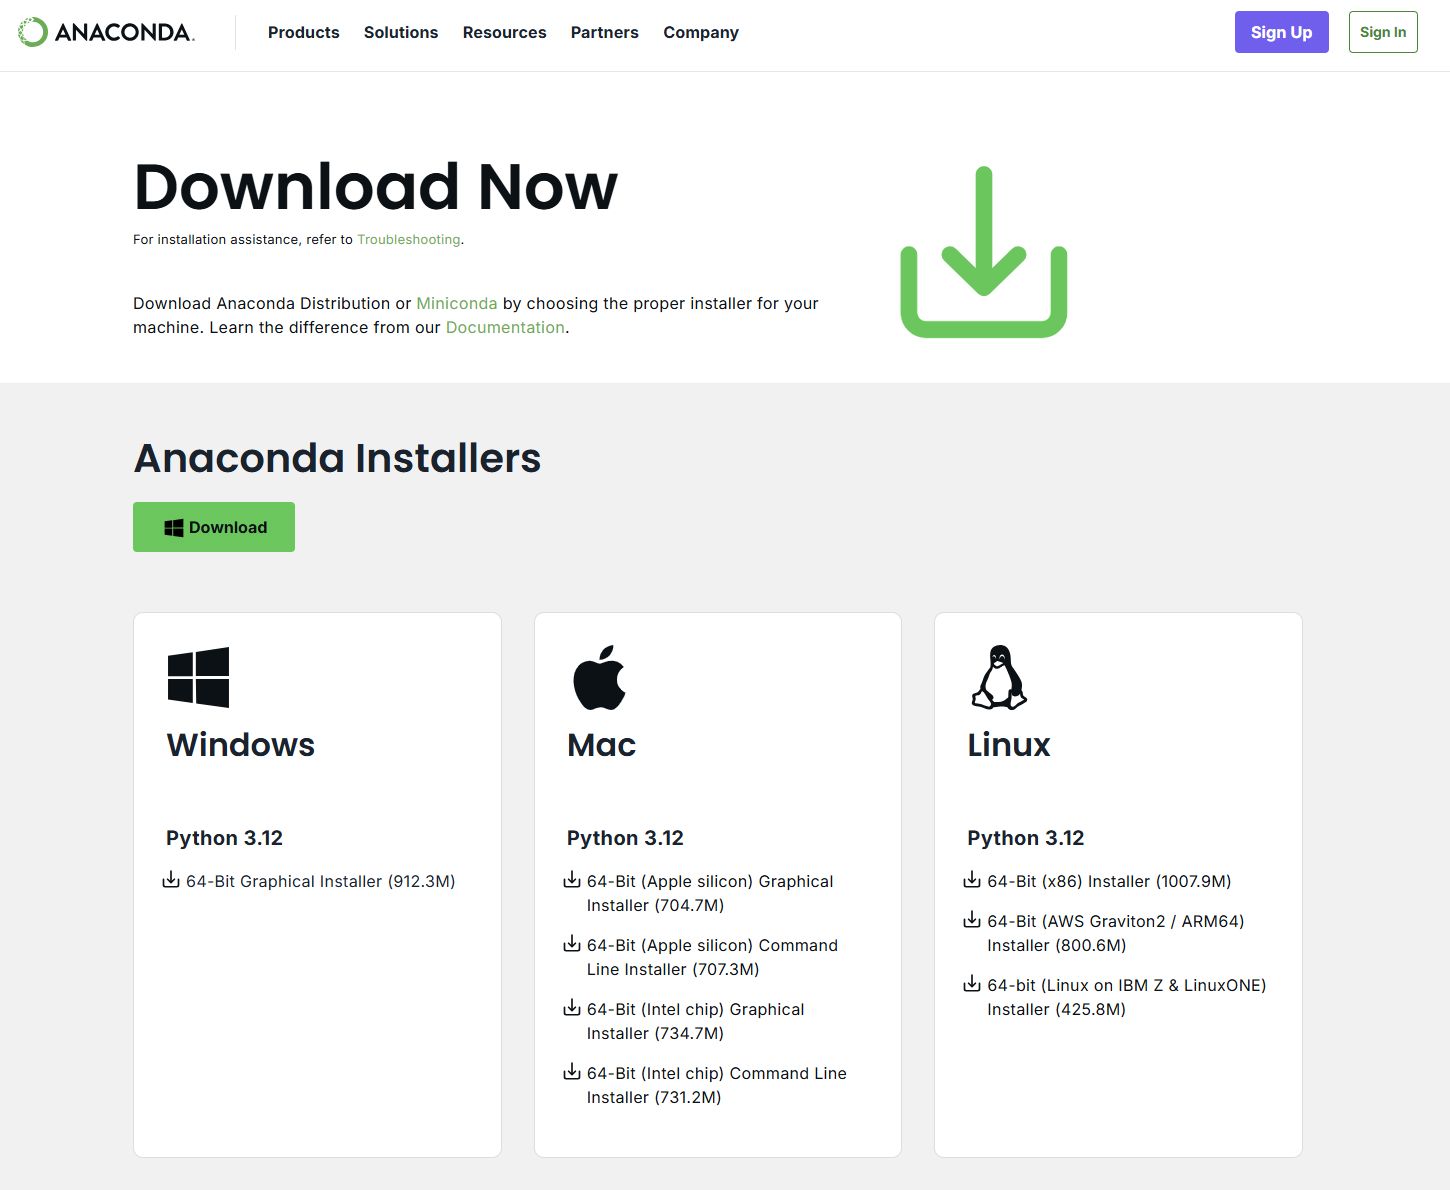 ANACONDA.
Products Solutions Resources Partners Company
Sign Up
Sign In
Download Now
For installation assistance, refer to Troubleshooting.
Download Anaconda Distribution or Miniconda by choosing the proper installer for your
machine. Learn the difference from our Documentation.
Anaconda Installers
Download
Windows
Python 3.12
64-Bit Graphical Installer (912.3M)
Mac
Python 3.12
64-Bit (Apple silicon) Graphical
Installer (704.7M)
64-Bit (Apple silicon) Command
Line Installer (707.3M)
64-Bit (Intel chip) Graphical
Installer (734.7M)
64-Bit (Intel chip) Command Line
Installer (731.2M)
Linux
Python 3.12
64-Bit (x86) Installer (1007.9M)
64-Bit (AWS Graviton2 / ARM64)
Installer (800.6M)
64-bit (Linux on IBM Z & LinuxONE)
Installer (425.8M)